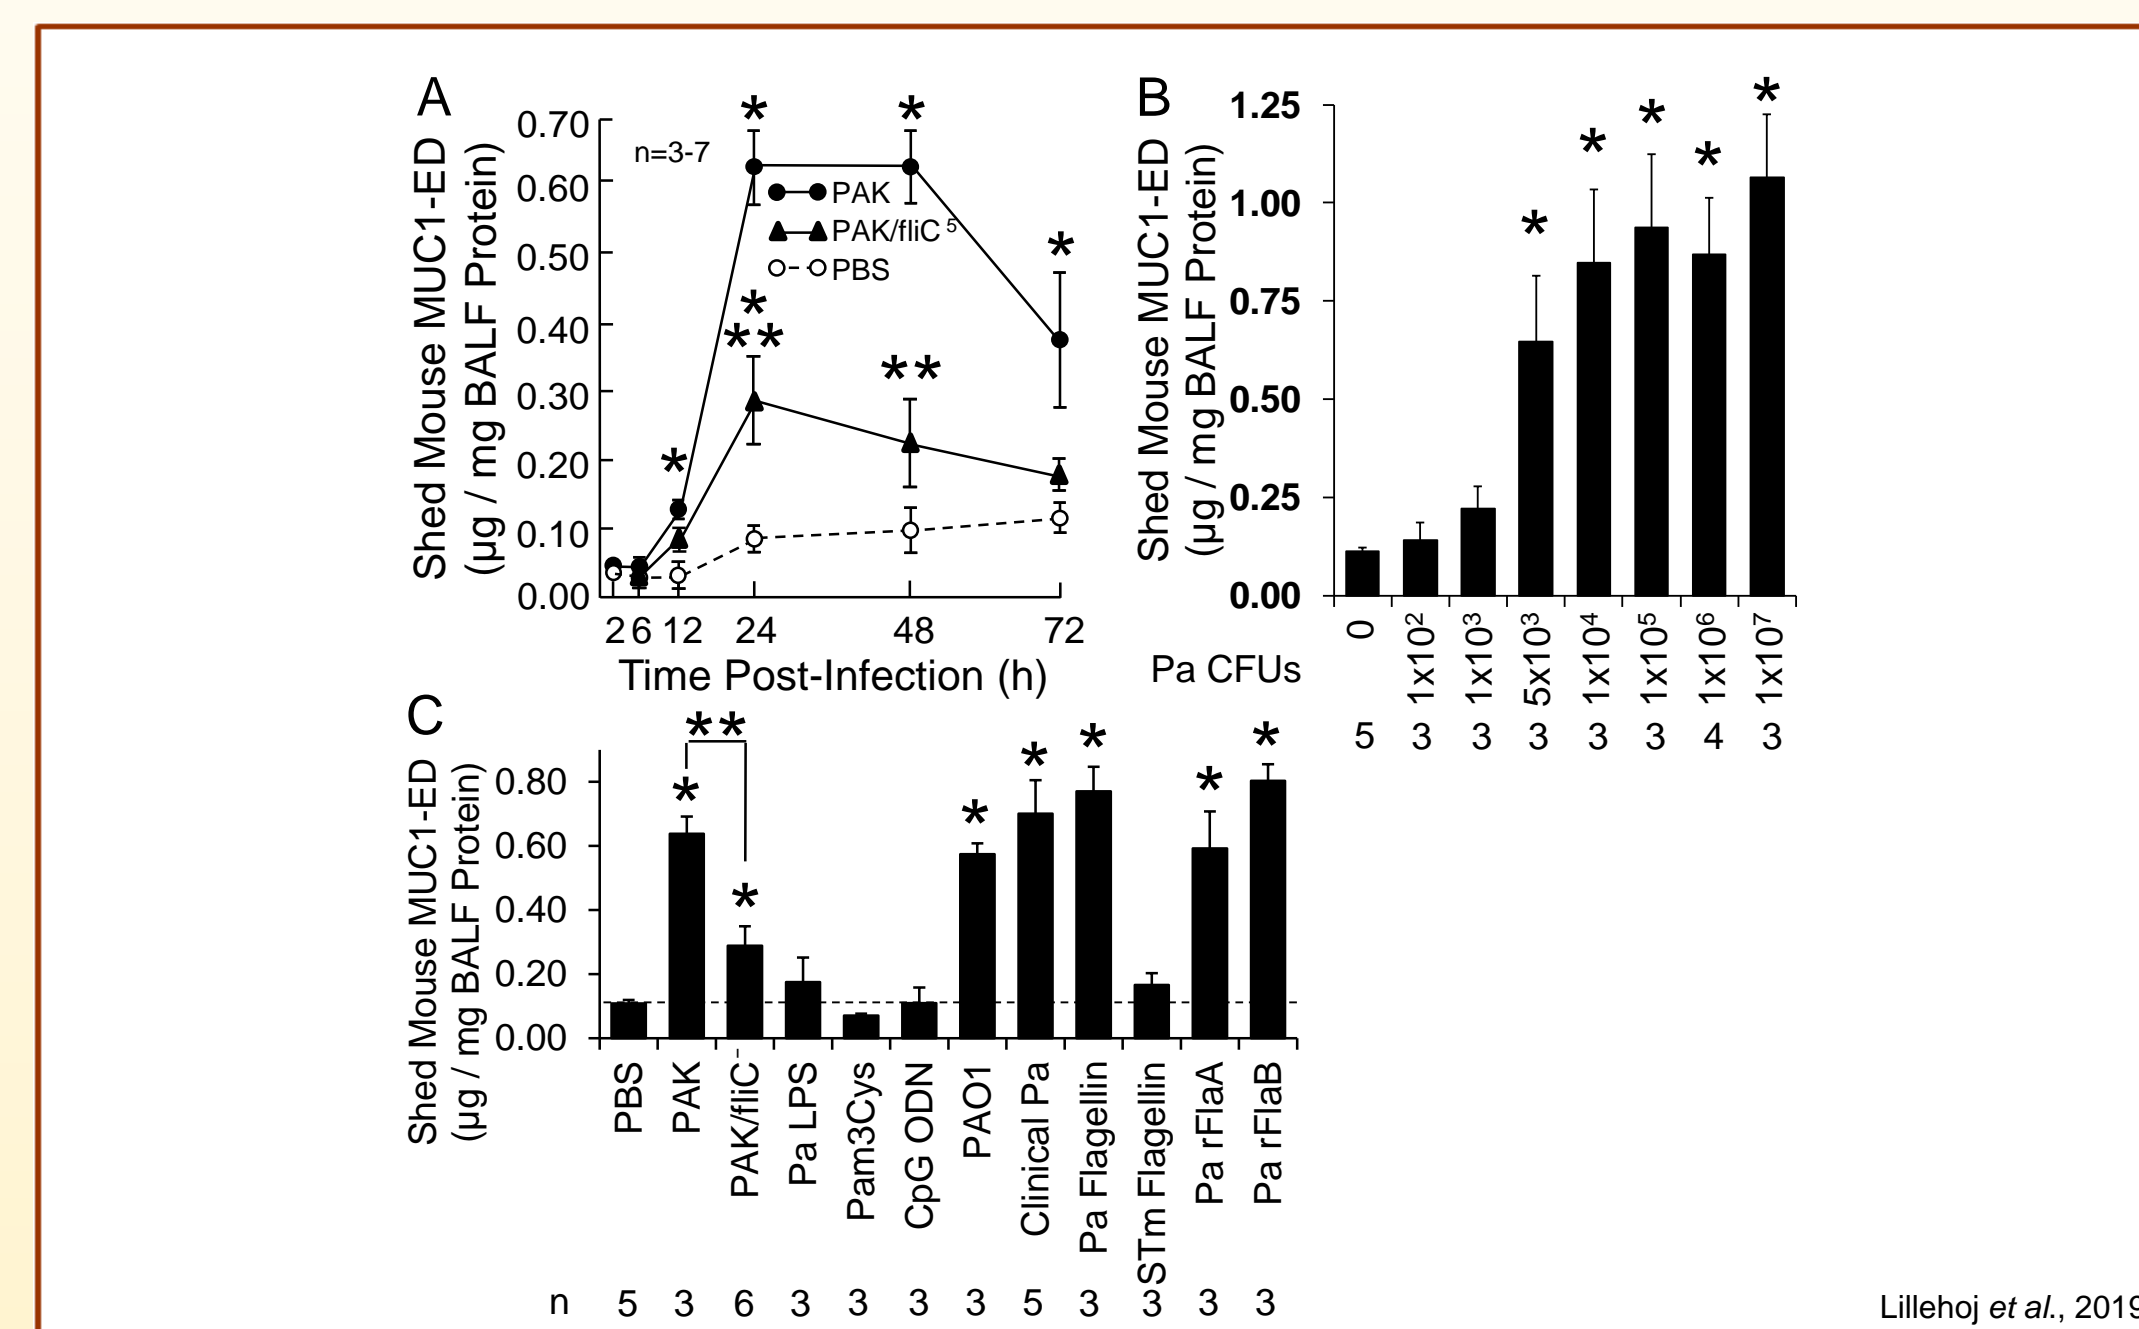 A
Shed Mouse MUC1-ED
(µg / mg BALF Protein)
0.70
0.60
0.50
0.40
0.30
0.20
0.10
0.00
n=3-7
PAK
PAK/fliC 5
PBS
*
*
*
*
*
**
**
2 6 12 24 48 72
Time Post-Infection (h)
B
Shed Mouse MUC1-ED
(µg / mg BALF Protein)
1.25
1.00
0.75
0.50
0.25
0.00
* * * * *
Pa CFUs
0 1x10² 1x10³ 5x10³ 1x10⁴ 1x10⁵ 1x10⁶ 1x10⁷
5 3 3 3 3 3 4 3
C
Shed Mouse MUC1-ED
(µg / mg BALF Protein)
0.80
0.60
0.40
0.20
0.00
**
* * * * * * *
PBS
PAK
PAK/fliC⁻
Pa LPS
Pam3Cys
CpG ODN
PAO1
Clinical Pa
Pa Flagellin
STm Flagellin
Pa rFlaA
Pa rFlaB
n 5 3 6 3 3 3 3 5 3 3 3 3
Lillehoj et al., 2019